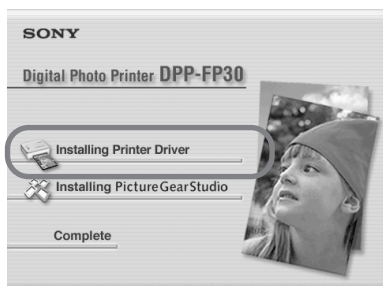 SONY
Digital Photo Printer DPP-FP30
Installing Printer Driver
Installing PictureGearStudio
Complete